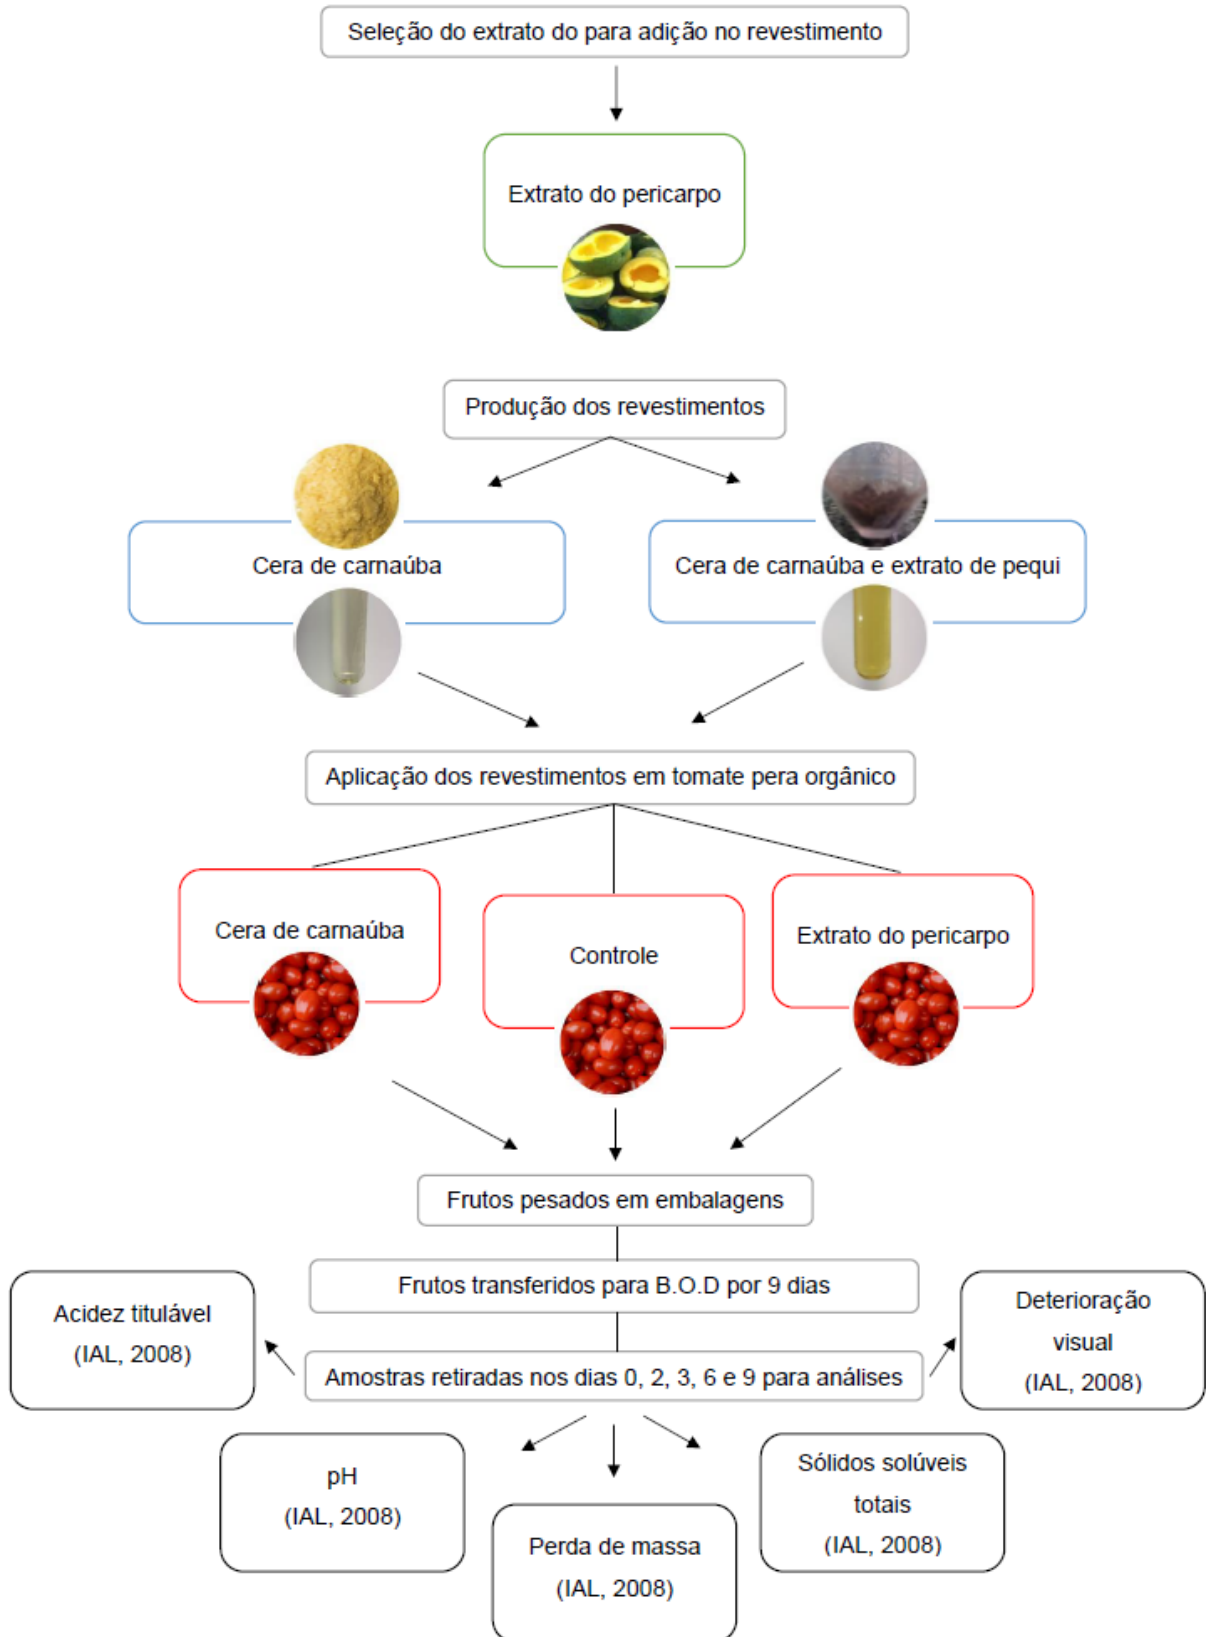 Seleção do extrato do para adição no revestimento
Extrato do pericarpo
Produção dos revestimentos
Cera de carnaúba
Cera de carnaúba e extrato de pequi
Aplicação dos revestimentos em tomate pera orgânico
Cera de carnaúba
Controle
Extrato do pericarpo
Frutos pesados em embalagens
Frutos transferidos para B.O.D por 9 dias
Amostras retiradas nos dias 0, 2, 3, 6 e 9 para análises
Acidez titulável
(IAL, 2008)
Deterioração
visual
(IAL, 2008)
pH
(IAL, 2008)
Perda de massa
(IAL, 2008)
Sólidos solúveis
totais
(IAL, 2008)